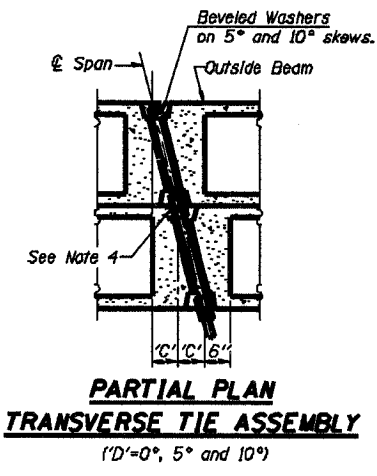 Beveled Washers
on 5° and 10° skews.
℄ Span
Outside Beam
See Note 4
'C' 'C' 6"
PARTIAL PLAN
TRANSVERSE TIE ASSEMBLY
('D'=0°, 5° and 10°)